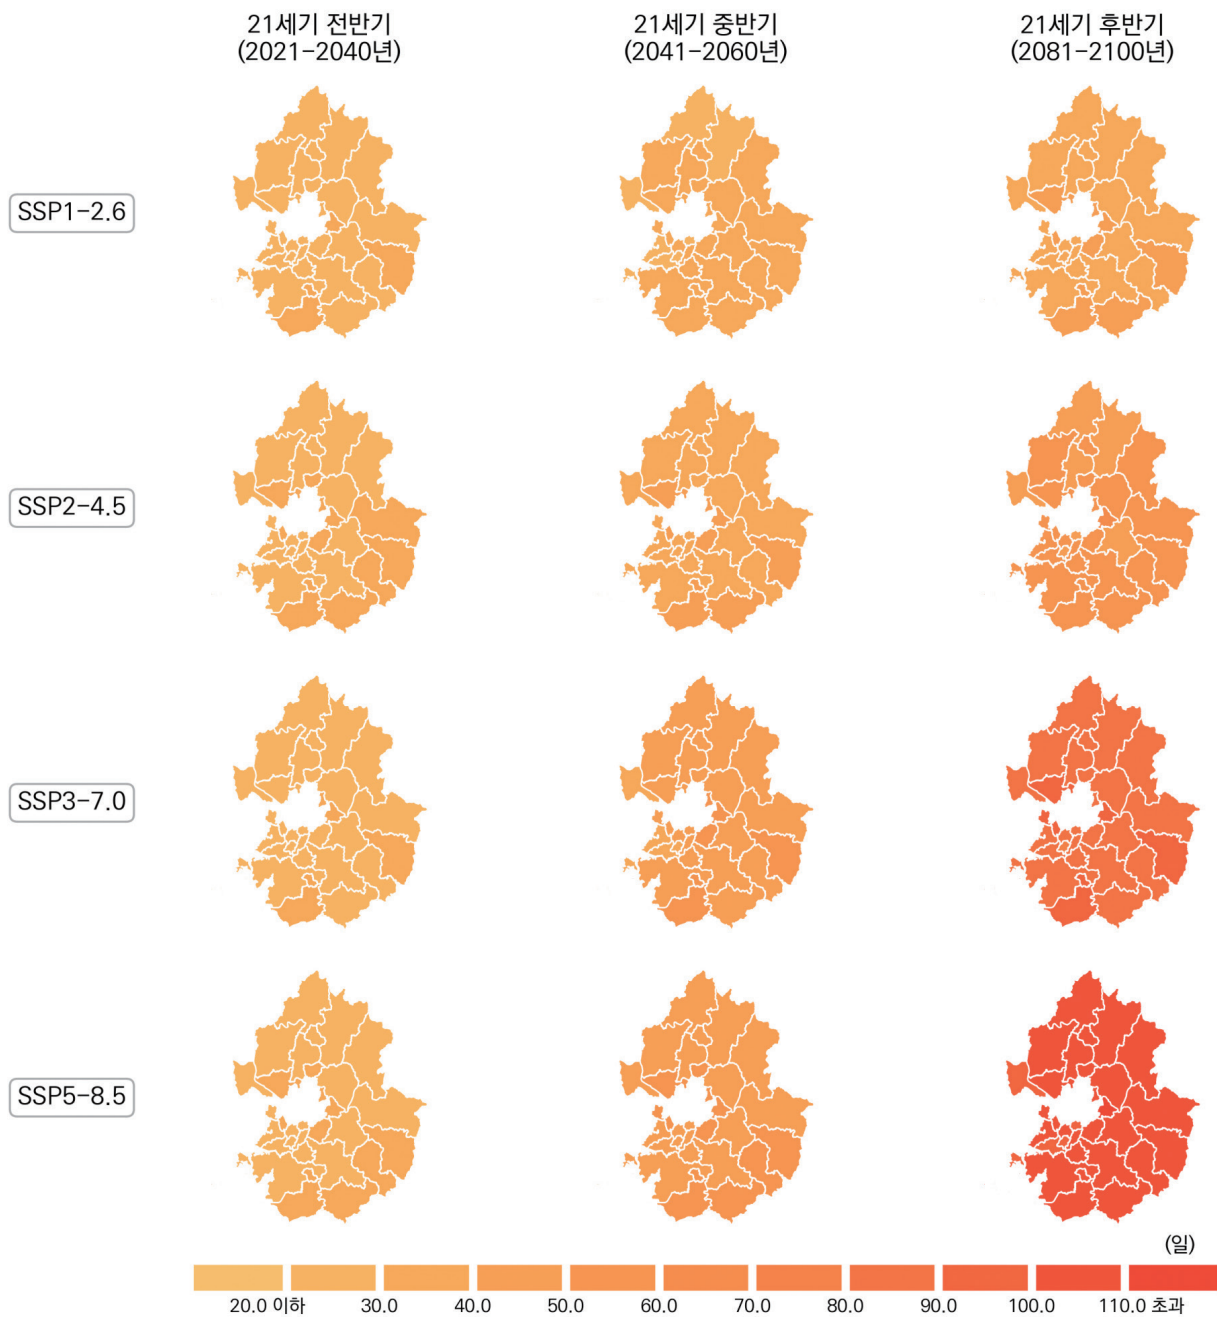 21세기 전반기
(2021-2040년)
21세기 중반기
(2041-2060년)
21세기 후반기
(2081-2100년)
SSP1-2.6
SSP2-4.5
SSP3-7.0
SSP5-8.5
(일)
20.0 이하 30.0 40.0 50.0 60.0 70.0 80.0 90.0 100.0 110.0 초과